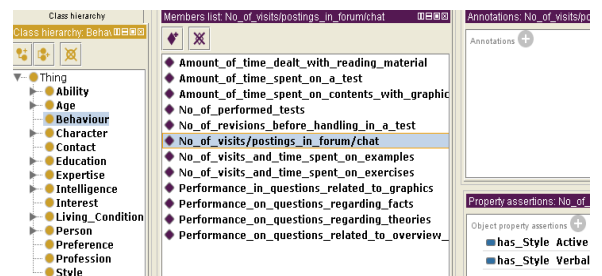 Class hierarchy
Class hierarchy: Behav
Thing
Ability
Age
Behaviour
Character
Contact
Education
Expertise
Intelligence
Interest
Living_Condition
Person
Preference
Profession
Style
Members list: No_of_visits/postings_in_forum/chat
Amount_of_time_dealt_with_reading_material
Amount_of_time_spent_on_a_test
Amount_of_time_spent_on_contents_with_graphic
No_of_performed_tests
No_of_revisions_before_handling_in_a_test
No_of_visits/postings_in_forum/chat
No_of_visits_and_time_spent_on_examples
No_of_visits_and_time_spent_on_exercises
Performance_in_questions_related_to_graphics
Performance_on_questions_regarding_facts
Performance_on_questions_regarding_theories
Performance_on_questions_related_to_overview_
Annotations: No_of_visits/po
Annotations
Property assertions: No_of_
Object property assertions
has_Style Active
has_Style Verbal